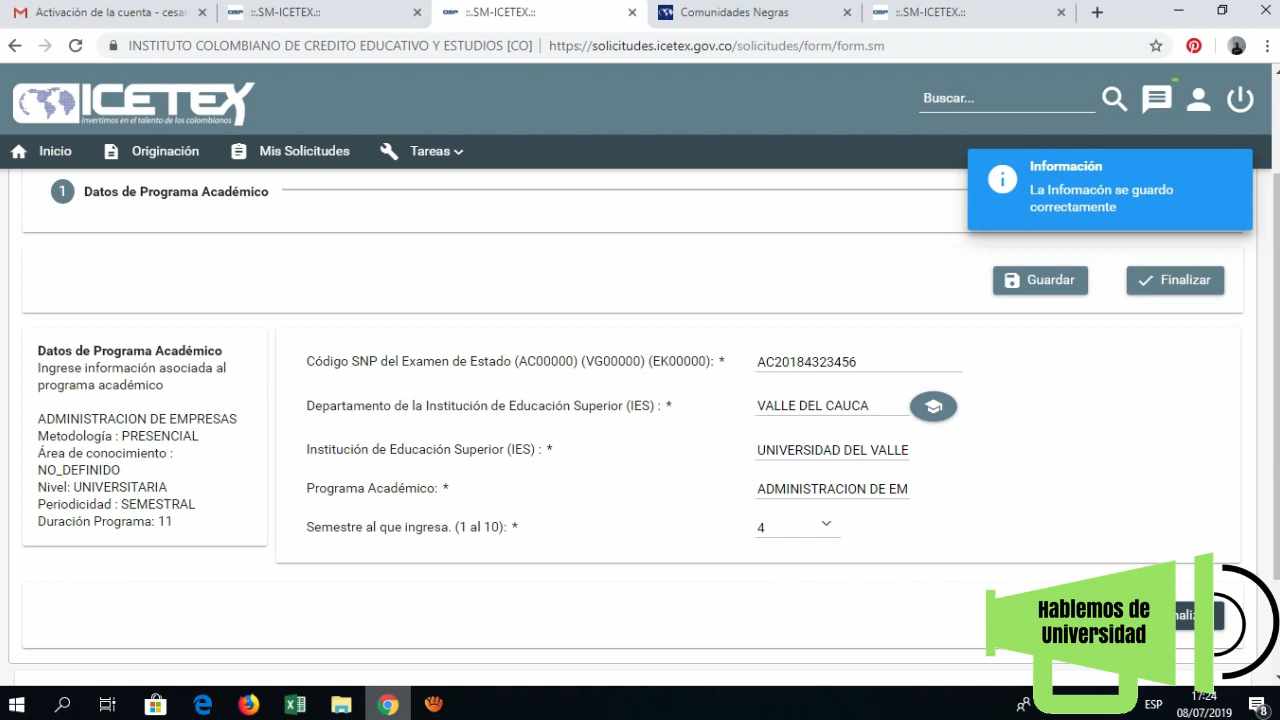 Activación de la cuenta - cesa
::.SM-ICETEX.::
::.SM-ICETEX.::
Comunidades Negras
::.SM-ICETEX.::
INSTITUTO COLOMBIANO DE CREDITO EDUCATIVO Y ESTUDIOS [CO] | https://solicitudes.icetex.gov.co/solicitudes/form/form.sm
ICETEX
Invertimos en el talento de los colombianos
Buscar...
Inicio
Originación
Mis Solicitudes
Tareas
Información
La Infomacón se guardo
correctamente
1 Datos de Programa Académico
Guardar
Finalizar
Datos de Programa Académico
Ingrese información asociada al
programa académico
ADMINISTRACION DE EMPRESAS
Metodología : PRESENCIAL
Área de conocimiento :
NO_DEFINIDO
Nivel: UNIVERSITARIA
Periodicidad : SEMESTRAL
Duración Programa: 11
Código SNP del Examen de Estado (AC00000) (VG00000) (EK00000): * AC20184323456
Departamento de la Institución de Educación Superior (IES) : * VALLE DEL CAUCA
Institución de Educación Superior (IES) : * UNIVERSIDAD DEL VALLE
Programa Académico: * ADMINISTRACION DE EM
Semestre al que ingresa. (1 al 10): * 4
Hablemos de
Universidad
ESP
17:24
08/07/2019
8